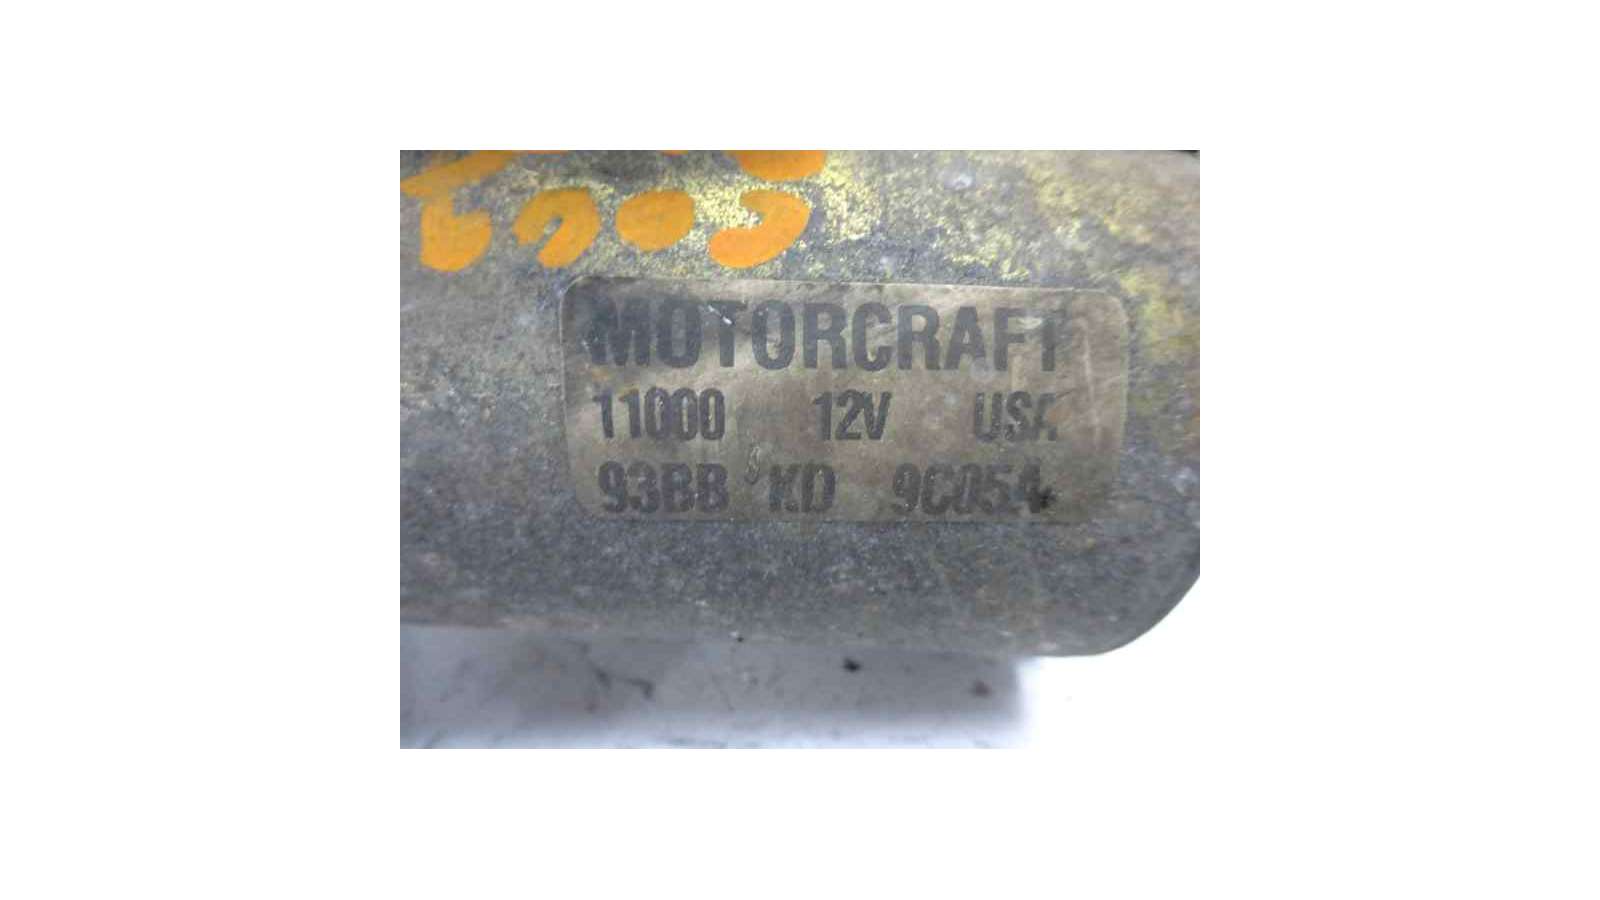 MOTORCRAFT
11000 12V USA
93BB KD 9C054